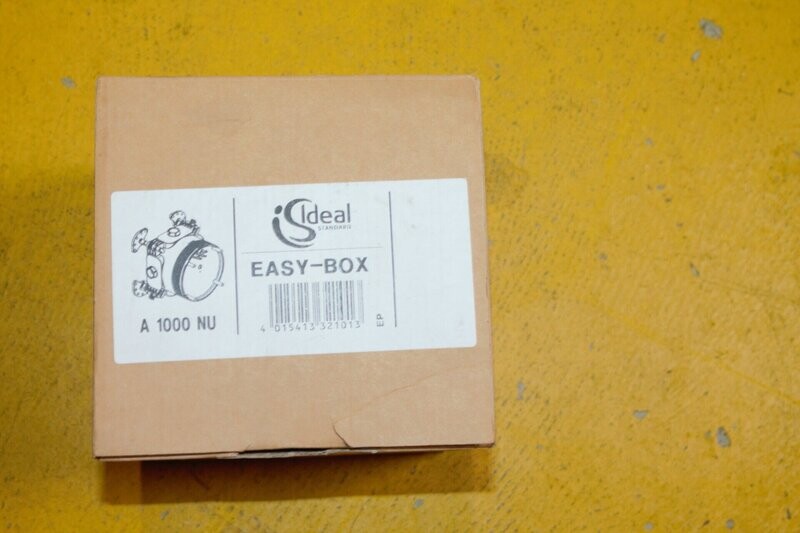 Ideal
STANDARD
EASY-BOX
4 015413 321013
EP
A 1000 NU